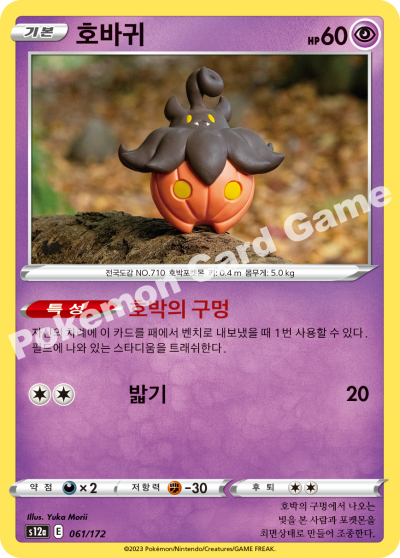 기본 호바귀 HP60
전국도감 NO.710 호박포켓몬 키: 0.4 m 몸무게: 5.0 kg
특성 호박의 구멍
자신의 차례에 이 카드를 패에서 벤치로 내보냈을 때 1번 사용할 수 있다.
필드에 나와 있는 스타디움을 트래쉬한다.
밟기 20
약점 ×2 저항력 -30 후퇴
Illus. Yuka Morii
s12a E 061/172
호박의 구멍에서 나오는
빛을 본 사람과 포켓몬을
최면상태로 만들어 조종한다.
©2023 Pokémon/Nintendo/Creatures/GAME FREAK.
Pokémon Card Game